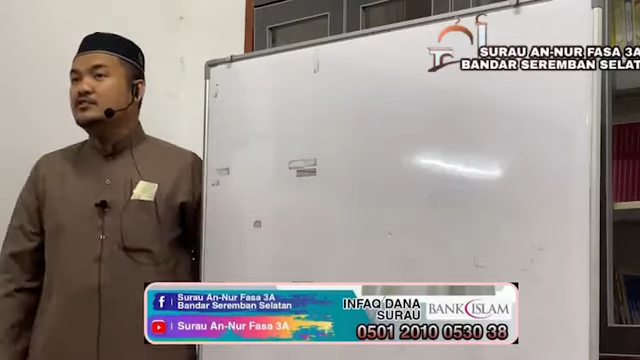 SURAU AN-NUR FASA 3A
BANDAR SEREMBAN SELAT
Surau An-Nur Fasa 3A
Bandar Seremban Selatan
Surau An-Nur FASA 3A
INFAQ DANA
SURAU
BANK ISLAM
0501 2010 0530 38